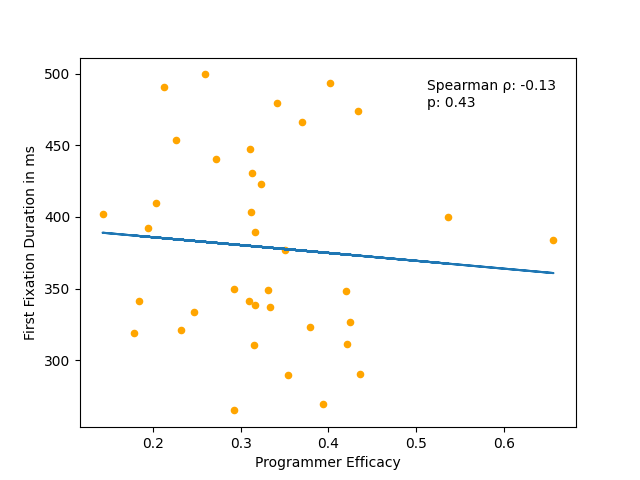 500
450
400
350
300
First Fixation Duration in ms
Spearman ρ: -0.13
p: 0.43
0.2 0.3 0.4 0.5 0.6
Programmer Efficacy